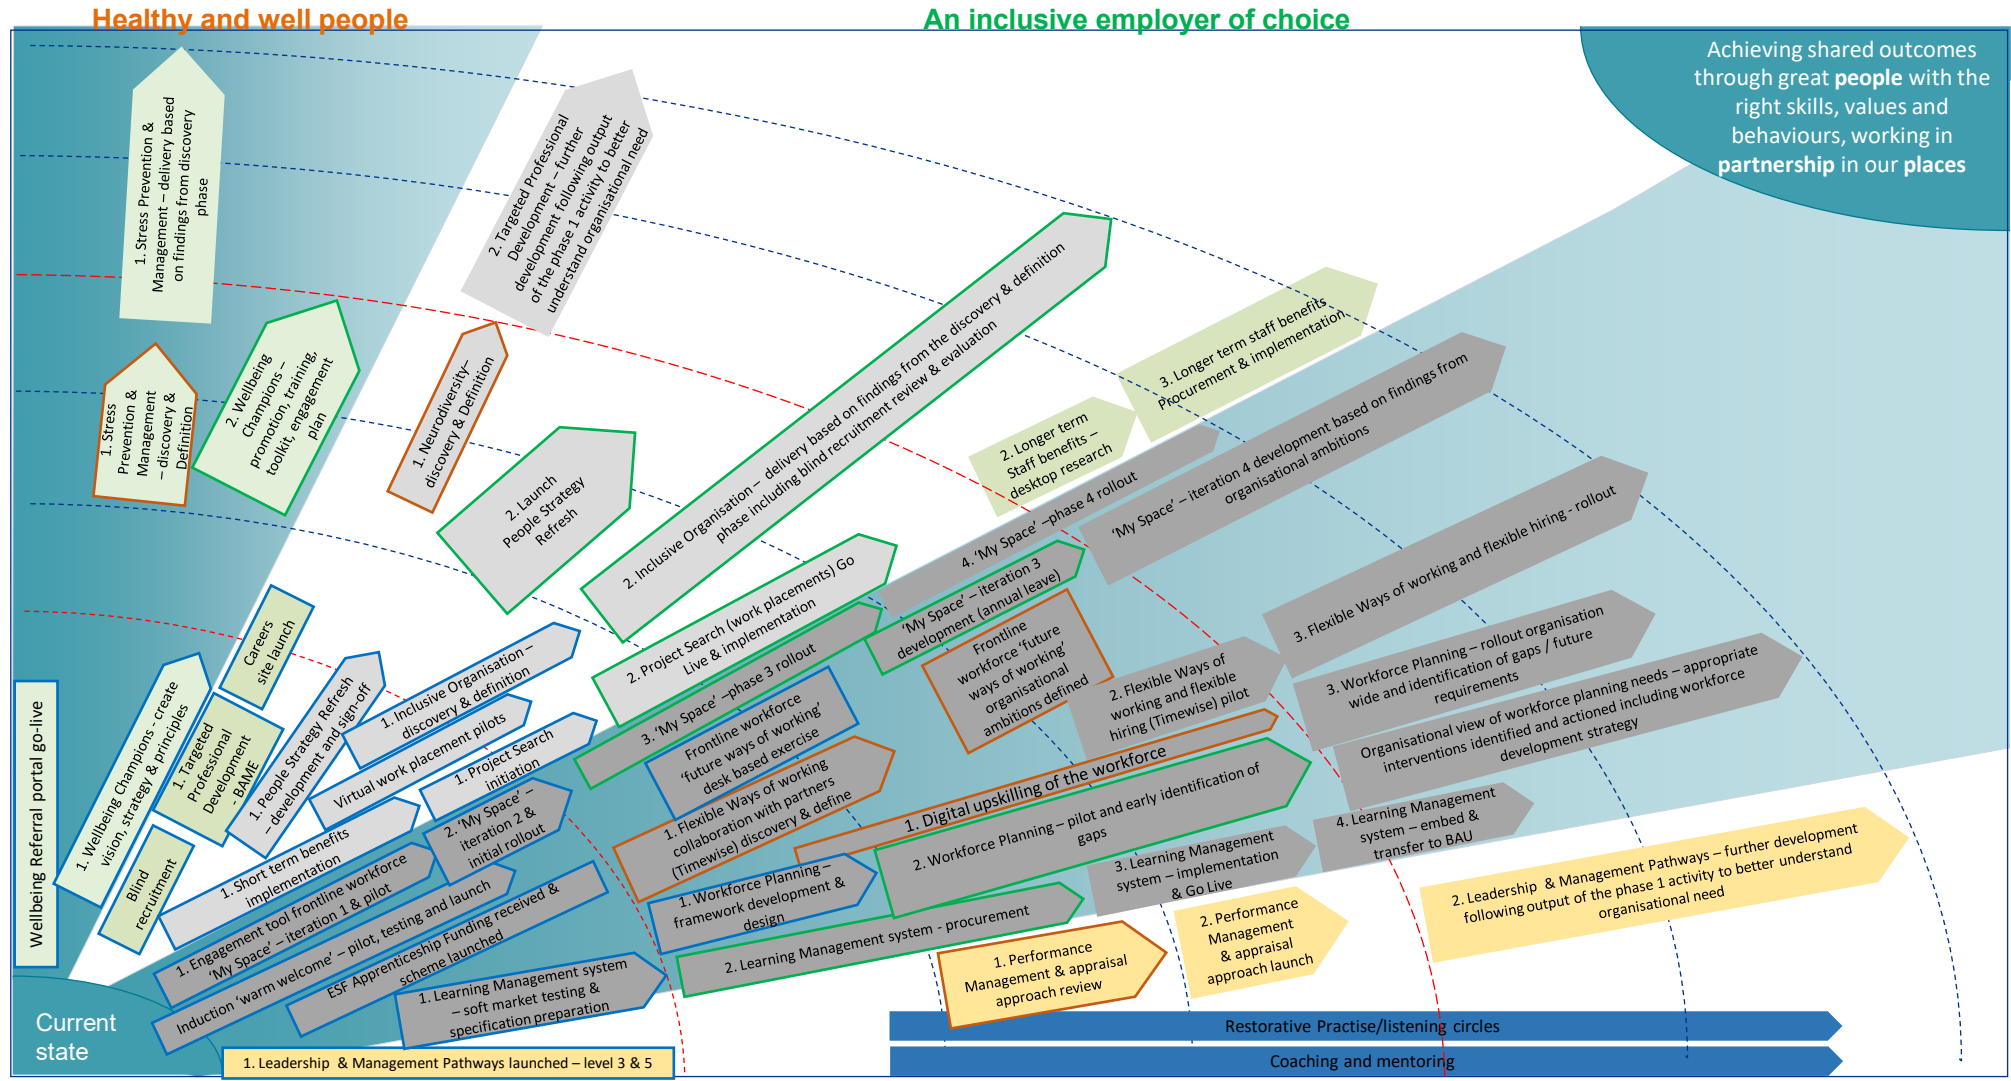 Healthy and well people
An inclusive employer of choice
Achieving shared outcomes
through great people with the
right skills, values and
behaviours, working in
partnership in our places
1. Stress Prevention &
Management – delivery based
on findings from discovery
phase
2. Targeted Professional
Development – further
development following output
of the phase 1 activity to better
understand organisational need
1. Stress
Prevention &
Management
– discovery &
Definition
2. Wellbeing
Champions –
promotion, training,
toolkit, engagement
plan
1. Neurodiversity–
discovery & Definition
2. Launch
People Strategy
Refresh
2. Inclusive Organisation – delivery based on findings from the discovery & definition
phase including blind recruitment review & evaluation
3. Longer term staff benefits
Procurement & implementation
2. Longer term
Staff benefits –
desktop research
4. ‘My Space’ –phase 4 rollout
‘My Space’ – iteration 4 development based on findings from
organisational ambitions
3. Flexible Ways of working and flexible hiring - rollout
2. Project Search (work placements) Go
Live & implementation
3. ‘My Space’ –phase 3 rollout
‘My Space’ – iteration 3
development (annual leave)
Frontline
workforce ‘future
ways of working’
organisational
ambitions defined
2. Flexible Ways of
working and flexible
hiring (Timewise) pilot
3. Workforce Planning – rollout organisation
wide and identification of gaps / future
requirements
Organisational view of workforce planning needs – appropriate
interventions identified and actioned including workforce
development strategy
Careers
site launch
1. Wellbeing Champions - create
vision, strategy & principles
1. Targeted
Professional
Development
- BAME
1. People Strategy Refresh
– development and sign-off
1. Inclusive Organisation –
discovery & definition
Virtual work placement pilots
1. Project Search
initiation
Frontline workforce
‘future ways of working’
desk based exercise
1. Flexible Ways of working
collaboration with partners
(Timewise) discovery & define
1. Digital upskilling of the workforce
2. Workforce Planning – pilot and early identification of
gaps
Wellbeing Referral portal go-live
Blind
recruitment
1. Short term benefits
implementation
2. ‘My Space’ –
iteration 2 &
initial rollout
1. Engagement tool frontline workforce
‘My Space’ – iteration 1 & pilot
Induction ‘warm welcome’ – pilot, testing and launch
ESF Apprenticeship Funding received &
scheme launched
1. Workforce Planning –
framework development &
design
3. Learning Management
system – implementation
& Go Live
4. Learning Management
system – embed &
transfer to BAU
2. Learning Management system - procurement
1. Learning Management system
– soft market testing &
specification preparation
1. Performance
Management & appraisal
approach review
2. Performance
Management
& appraisal
approach launch
2. Leadership & Management Pathways – further development
following output of the phase 1 activity to better understand
organisational need
Current
state
Restorative Practise/listening circles
1. Leadership & Management Pathways launched – level 3 & 5
Coaching and mentoring